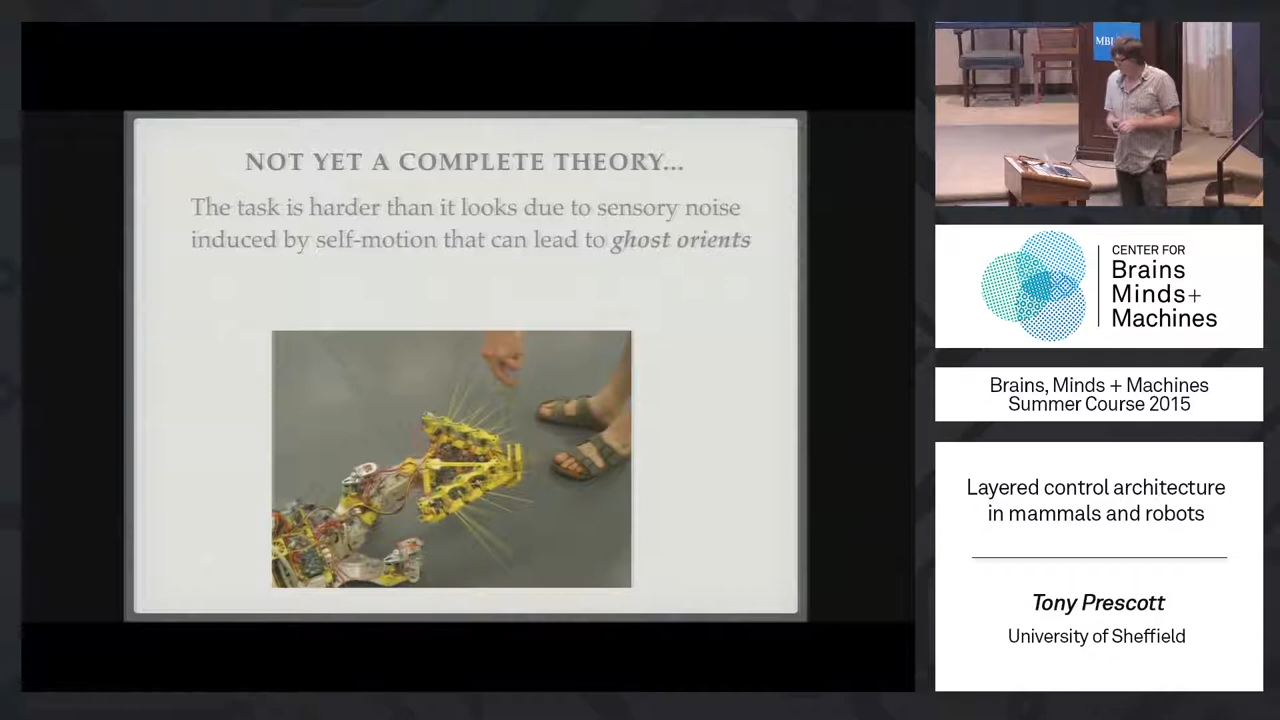 NOT YET A COMPLETE THEORY...
The task is harder than it looks due to sensory noise
induced by self-motion that can lead to ghost orients
MBL
CENTER FOR
Brains
Minds+
Machines
Brains, Minds + Machines
Summer Course 2015
Layered control architecture
in mammals and robots
Tony Prescott
University of Sheffield